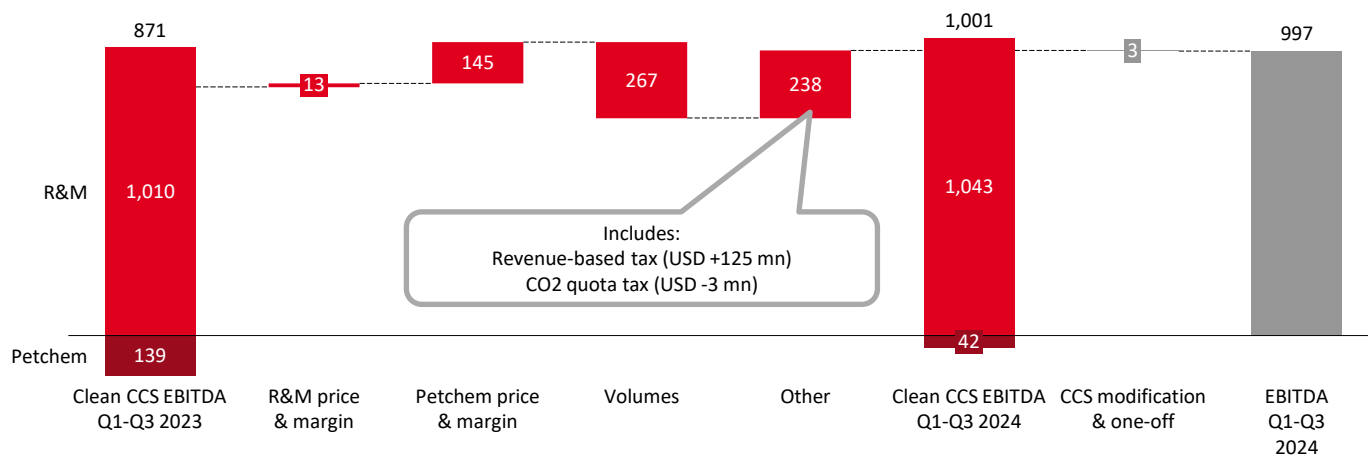 871
1,001
997
13
145
267
238
3
R&M
1,010
1,043
Includes:
Revenue-based tax (USD +125 mn)
CO2 quota tax (USD -3 mn)
Petchem
139
42
Clean CCS EBITDA
Q1-Q3 2023
R&M price
& margin
Petchem price
& margin
Volumes
Other
Clean CCS EBITDA
Q1-Q3 2024
CCS modification
& one-off
EBITDA
Q1-Q3
2024